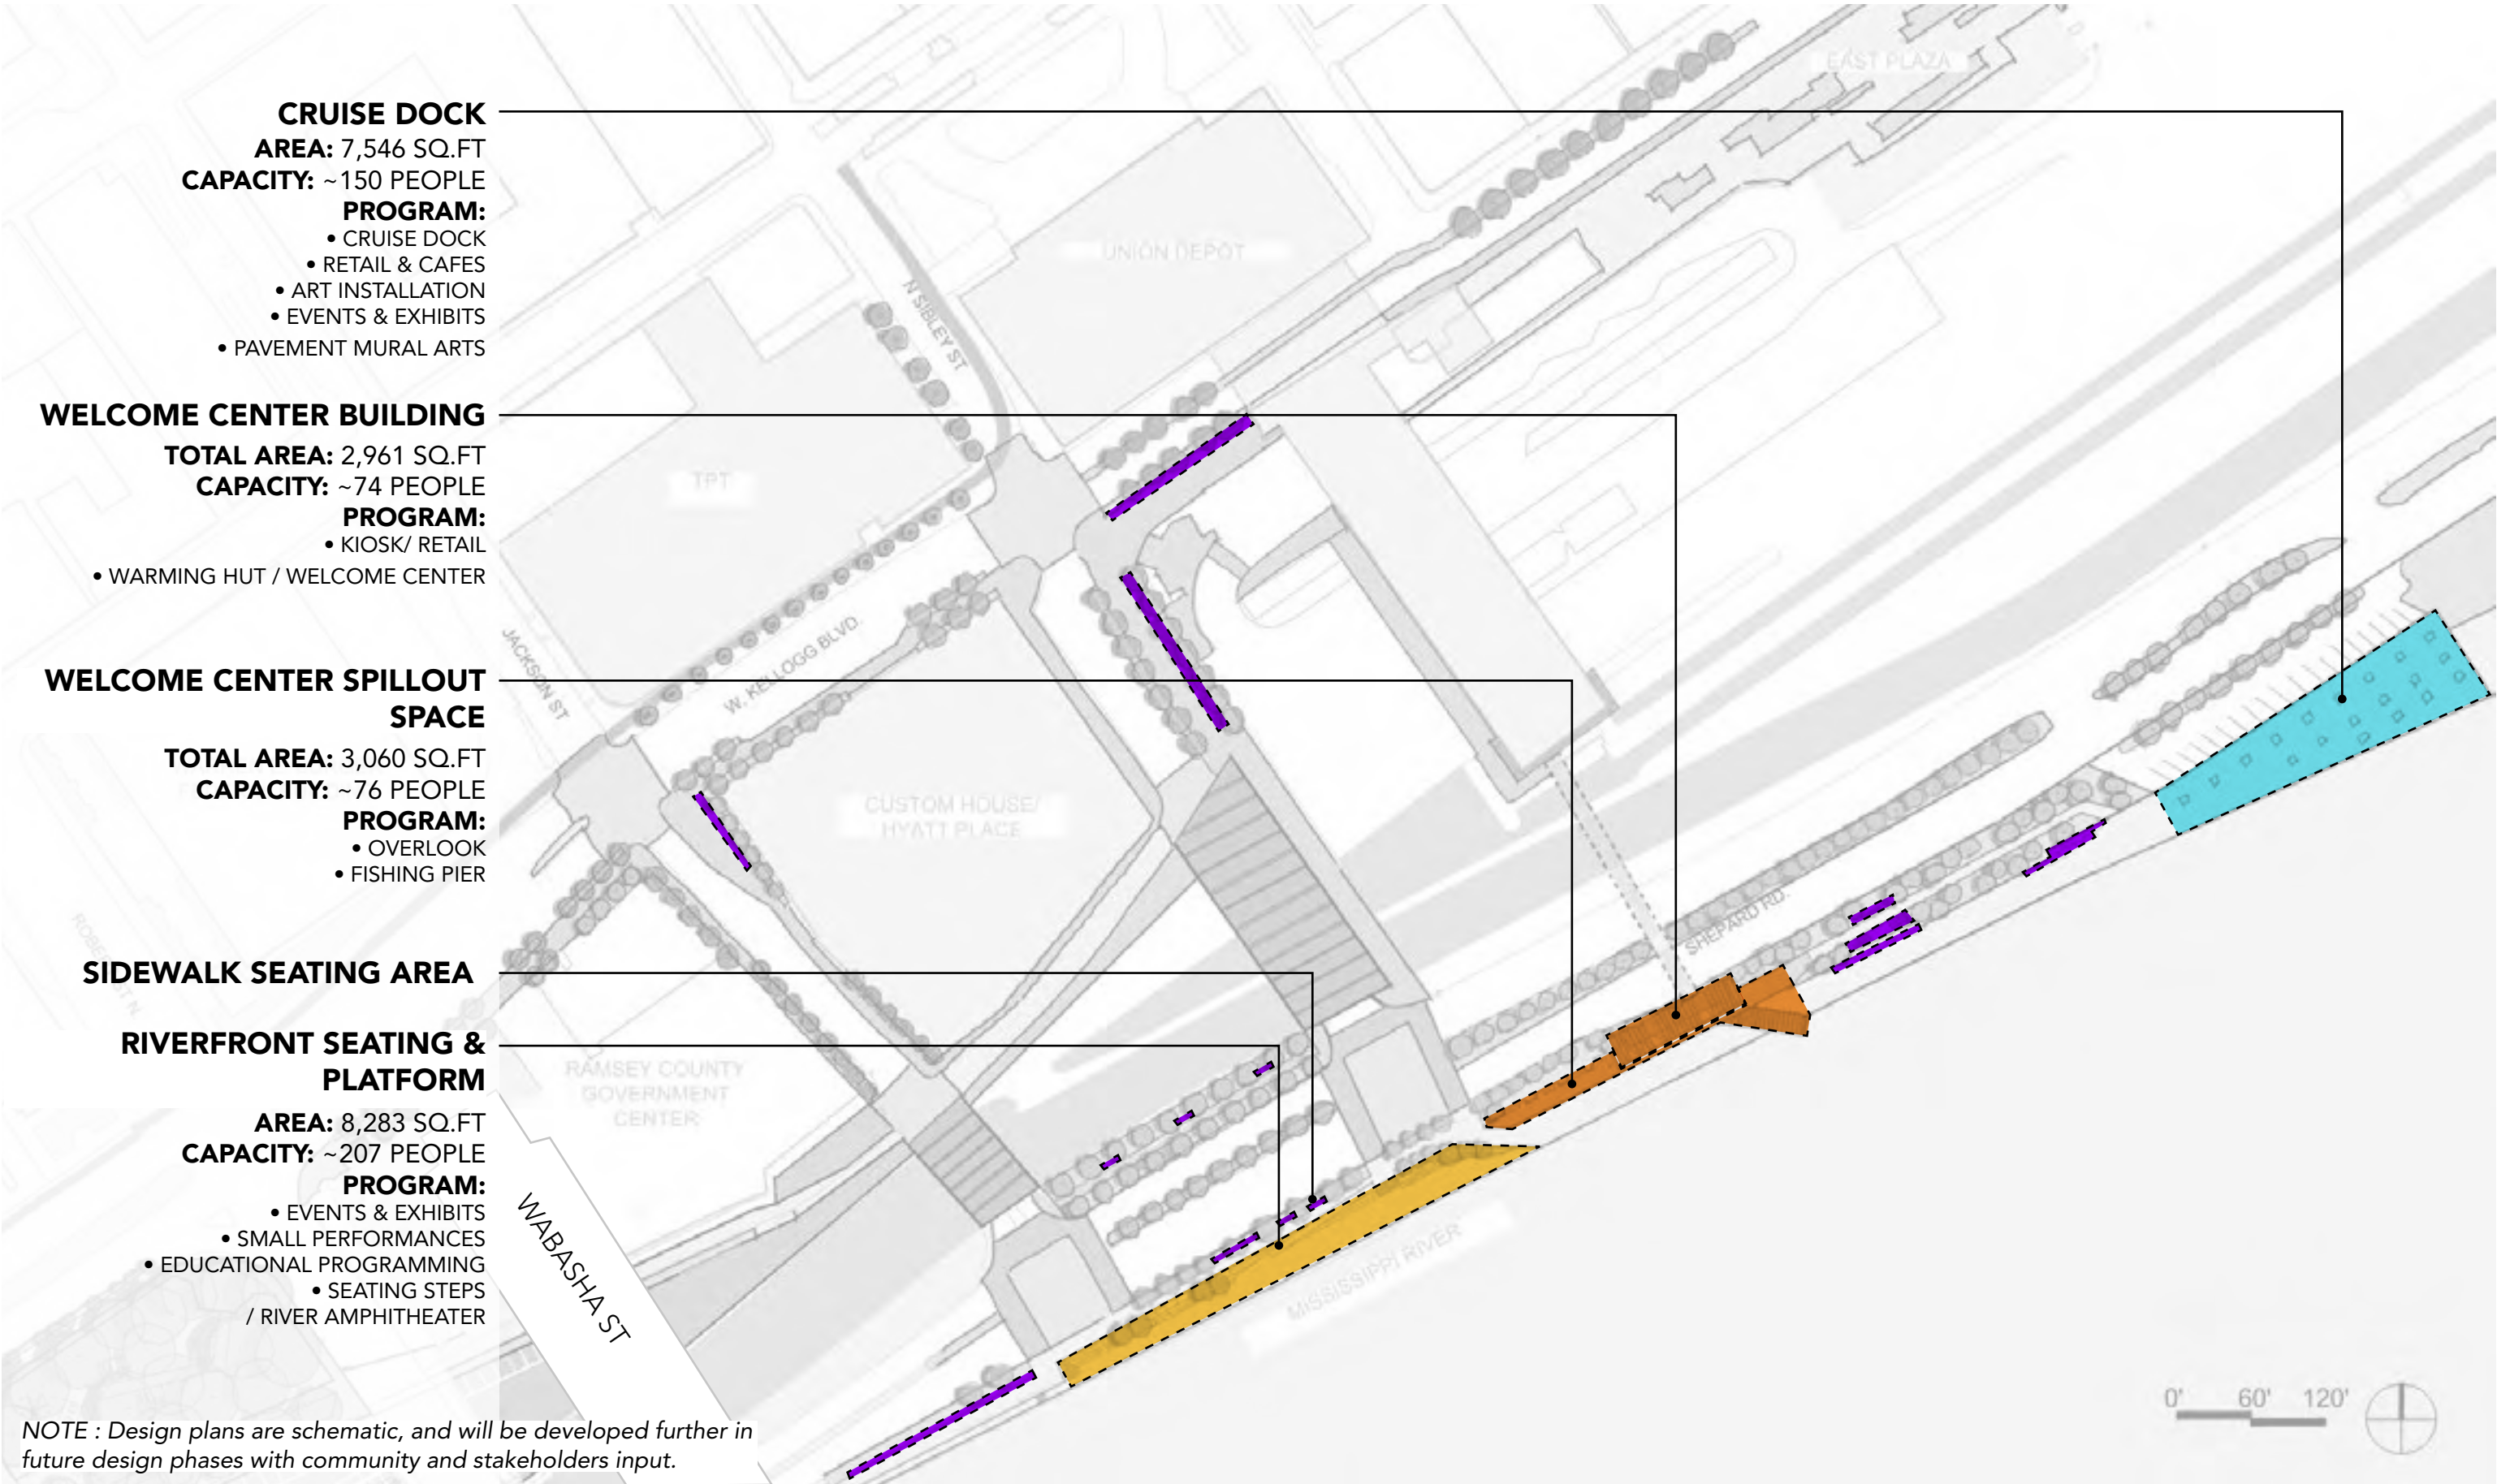 CRUISE DOCK
AREA: 7,546 SQ.FT
CAPACITY: ~150 PEOPLE
PROGRAM:
• CRUISE DOCK
• RETAIL & CAFES
• ART INSTALLATION
• EVENTS & EXHIBITS
• PAVEMENT MURAL ARTS
WELCOME CENTER BUILDING
TOTAL AREA: 2,961 SQ.FT
CAPACITY: ~74 PEOPLE
PROGRAM:
• KIOSK/ RETAIL
• WARMING HUT / WELCOME CENTER
WELCOME CENTER SPILLOUT
SPACE
TOTAL AREA: 3,060 SQ.FT
CAPACITY: ~76 PEOPLE
PROGRAM:
• OVERLOOK
• FISHING PIER
SIDEWALK SEATING AREA
RIVERFRONT SEATING &
PLATFORM
AREA: 8,283 SQ.FT
CAPACITY: ~207 PEOPLE
PROGRAM:
• EVENTS & EXHIBITS
• SMALL PERFORMANCES
• EDUCATIONAL PROGRAMMING
• SEATING STEPS
/ RIVER AMPHITHEATER
NOTE : Design plans are schematic, and will be developed further in
future design phases with community and stakeholders input.
EAST PLAZA
UNION DEPOT
N SIBLEY ST
TPT
JACKSON ST
W. KELLOGG BLVD.
CUSTOM HOUSE/
HYATT PLACE
ROBERT ST N.
SHEPARD RD.
RAMSEY COUNTY
GOVERNMENT
CENTER
WABASHA ST
MISSISSIPPI RIVER
0' 60' 120'